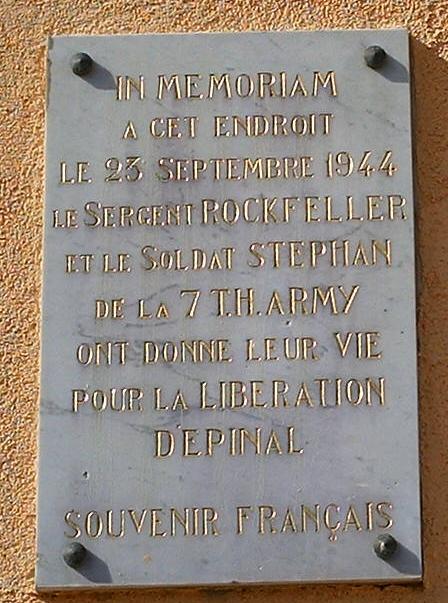 IN MEMORIAM
A CET ENDROIT
LE 23 SEPTEMBRE 1944
LE SERGENT ROCKFELLER
ET LE SOLDAT STEPHAN
DE LA 7 T.H. ARMY
ONT DONNE LEUR VIE
POUR LA LIBERATION
D'EPINAL
SOUVENIR FRANÇAIS